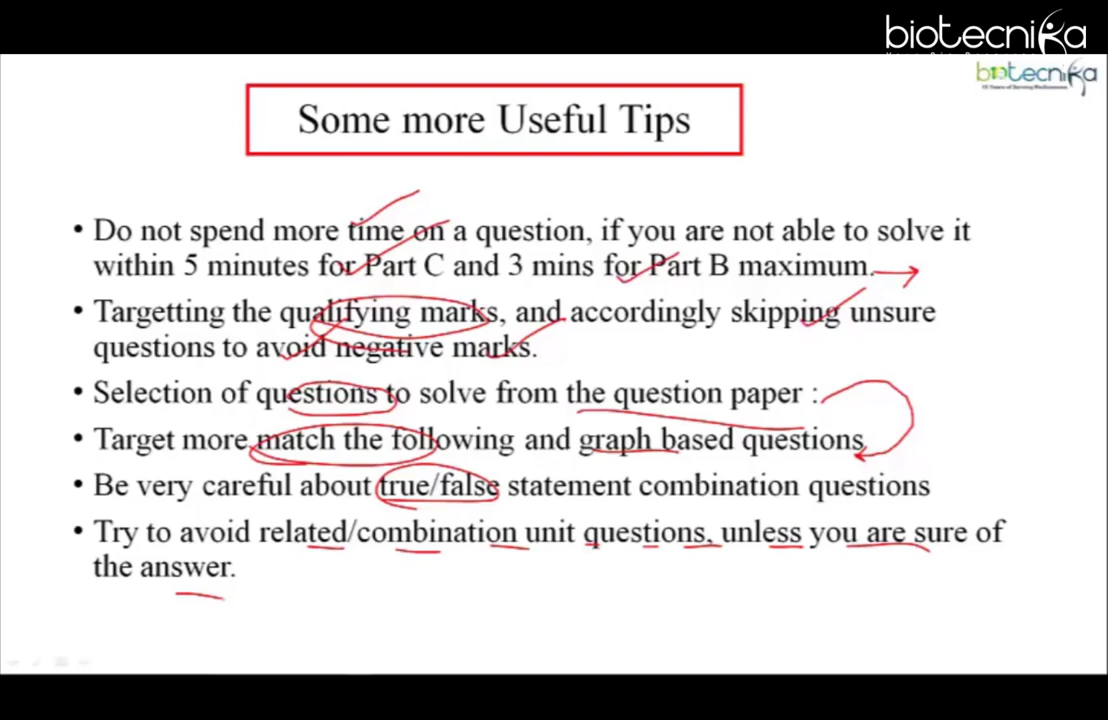 biotecnika
biotecnika
Some more Useful Tips
• Do not spend more time on a question, if you are not able to solve it
within 5 minutes for Part C and 3 mins for Part B maximum.
• Targetting the qualifying marks, and accordingly skipping unsure
questions to avoid negative marks.
• Selection of questions to solve from the question paper :
• Target more match the following and graph based questions
• Be very careful about true/false statement combination questions
• Try to avoid related/combination unit questions, unless you are sure of
the answer.